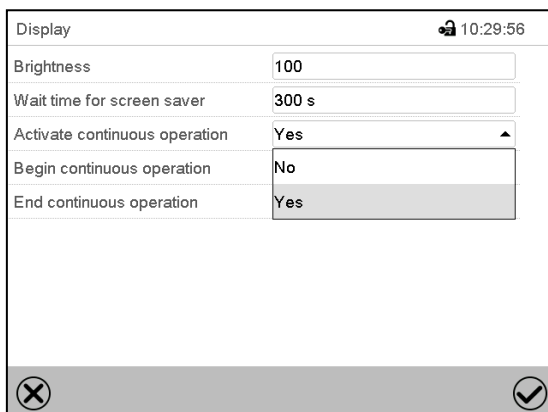 Display 10:29:56
Brightness 100
Wait time for screen saver 300 s
Activate continuous operation Yes
Begin continuous operation No
End continuous operation Yes